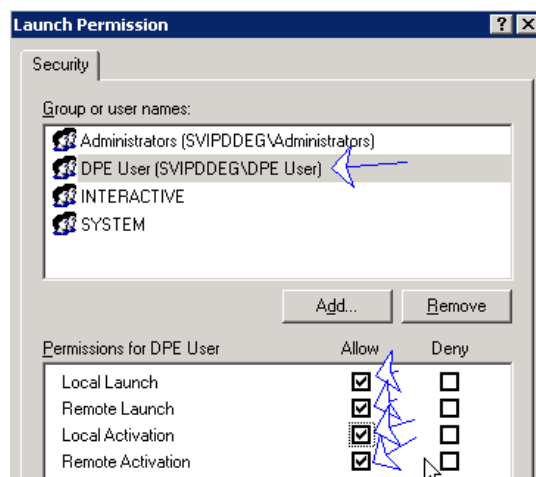 Launch Permission
Security
Group or user names:
Administrators (SVIPDDEG\Administrators)
DPE User (SVIPDDEG\DPE User)
INTERACTIVE
SYSTEM
Add... Remove
Permissions for DPE User Allow Deny
Local Launch
Remote Launch
Local Activation
Remote Activation